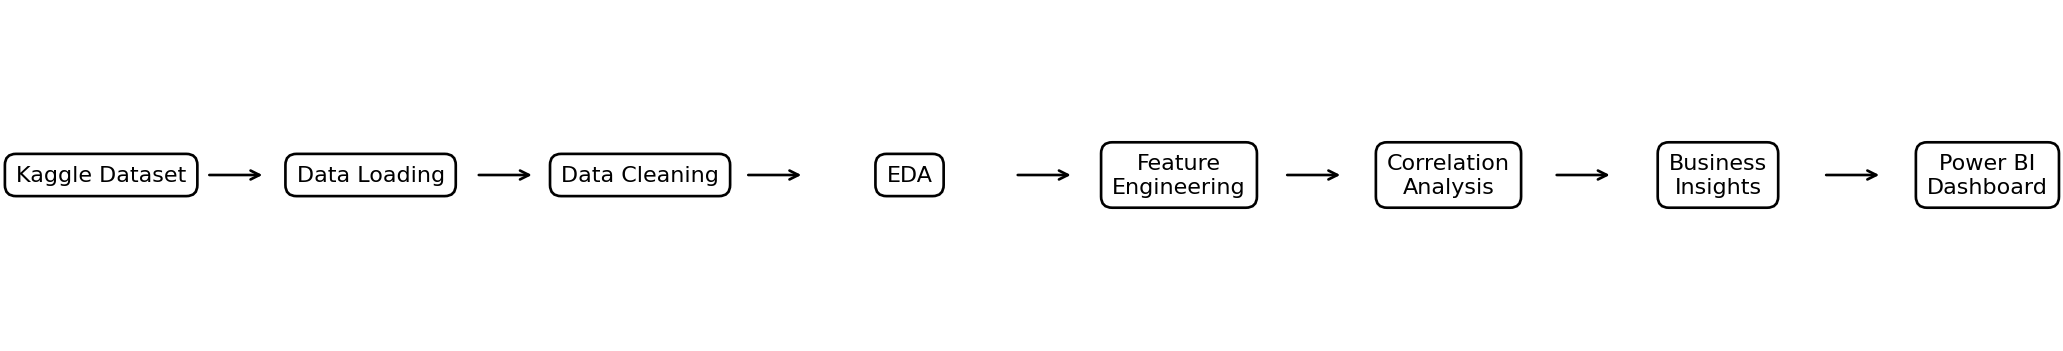 Kaggle Dataset
Data Loading
Data Cleaning
EDA
Feature
Engineering
Correlation
Analysis
Business
Insights
Power BI
Dashboard